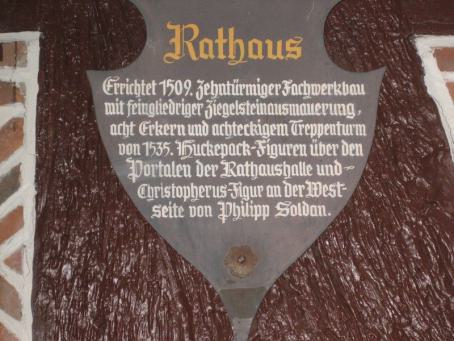 Rathaus
Errichtet 1509. Zehntürmiger Fachwerkbau
mit feingliedriger Ziegelsteinausmauerung,
acht Erkern und achteckigem Treppenturm
von 1535. Huckepack-Figuren über den
Portalen der Rathaushalle und-
Christopherus-Figur an der West-
seite von Philipp Soldan.